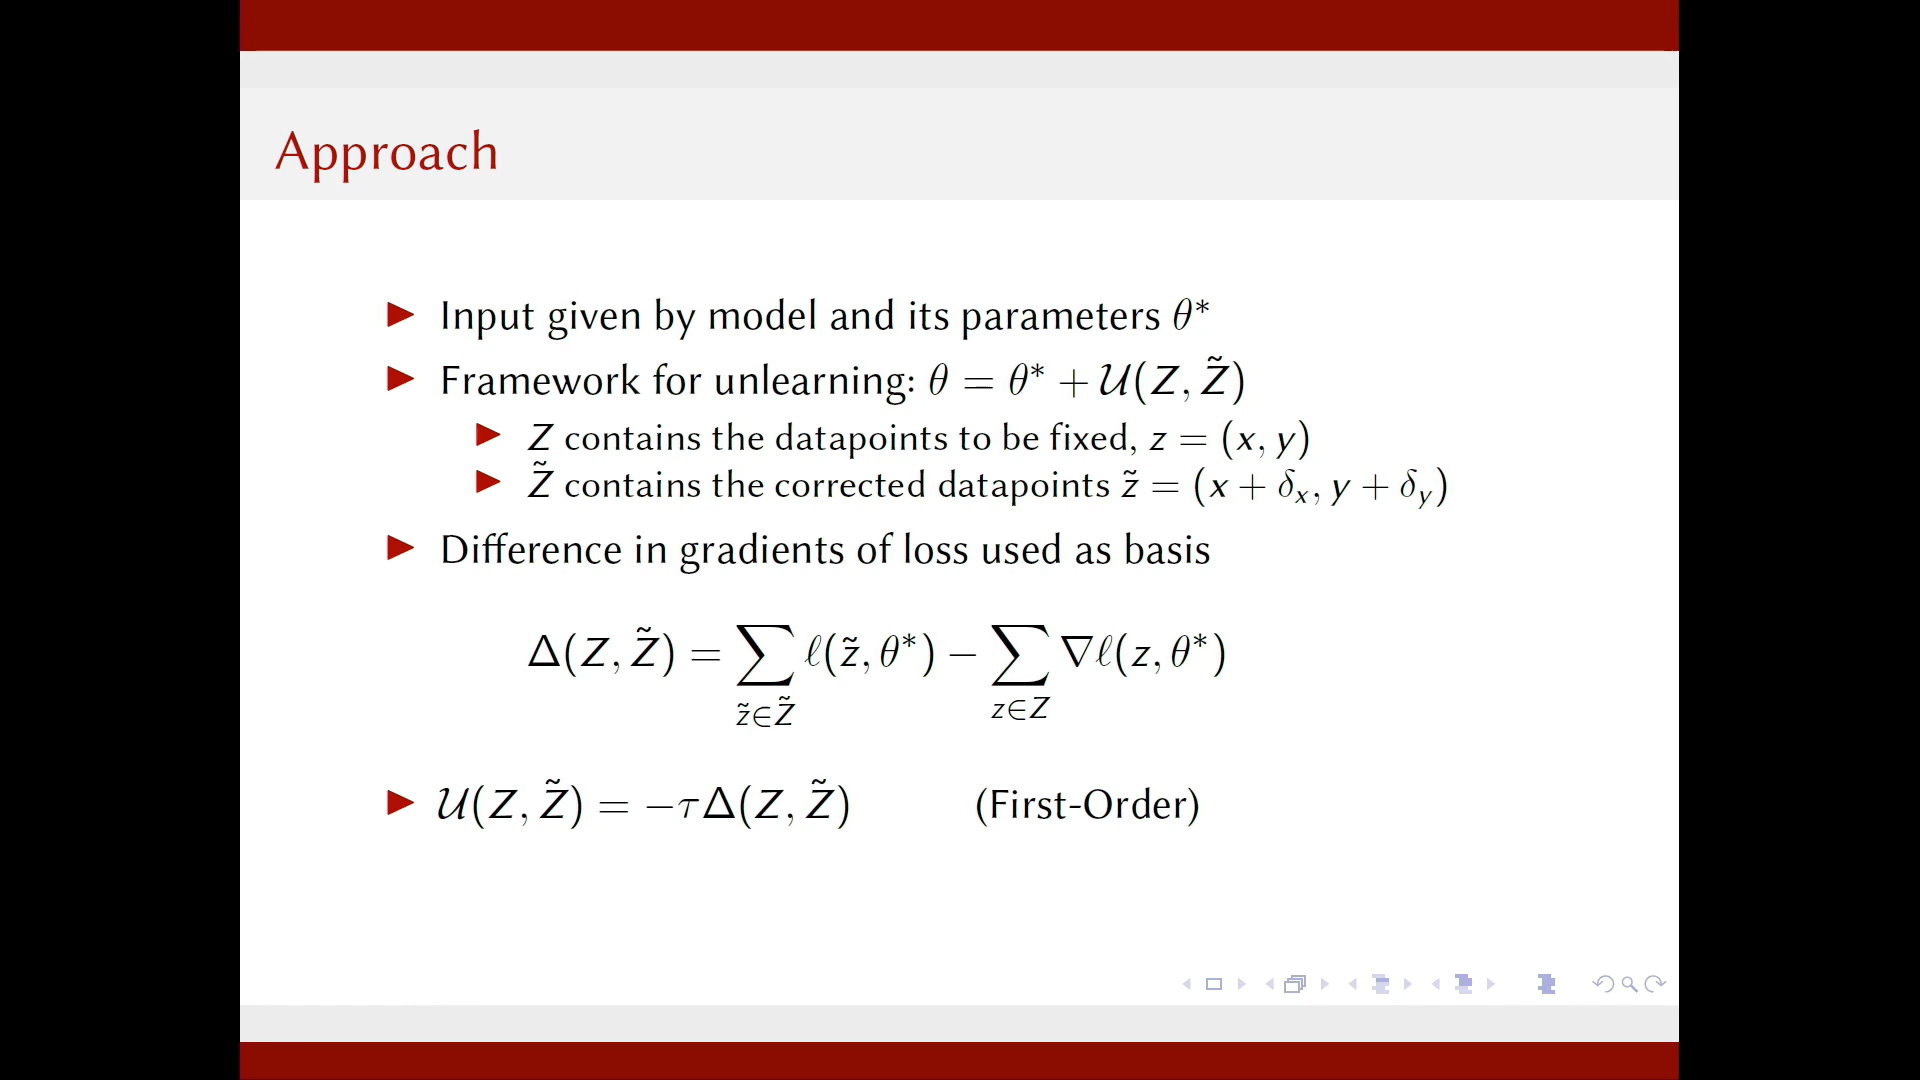 Approach
Input given by model and its parameters θ*
Framework for unlearning: θ = θ* + 𝒰(Z, Z̃)
Z contains the datapoints to be fixed, z = (x, y)
Z̃ contains the corrected datapoints z̃ = (x + δₓ, y + δ_y)
Difference in gradients of loss used as basis
Δ(Z, Z̃) = ∑_{z̃∈Z̃} ℓ(z̃, θ*) − ∑_{z∈Z} ∇ℓ(z, θ*)
𝒰(Z, Z̃) = −τΔ(Z, Z̃) (First-Order)